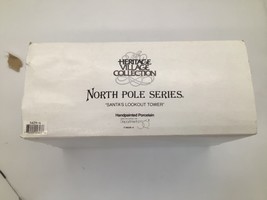 HERITAGE
VILLAGE
COLLECTION
NORTH POLE SERIES.
"SANTA'S LOOKOUT TOWER"
Handpainted Porcelain